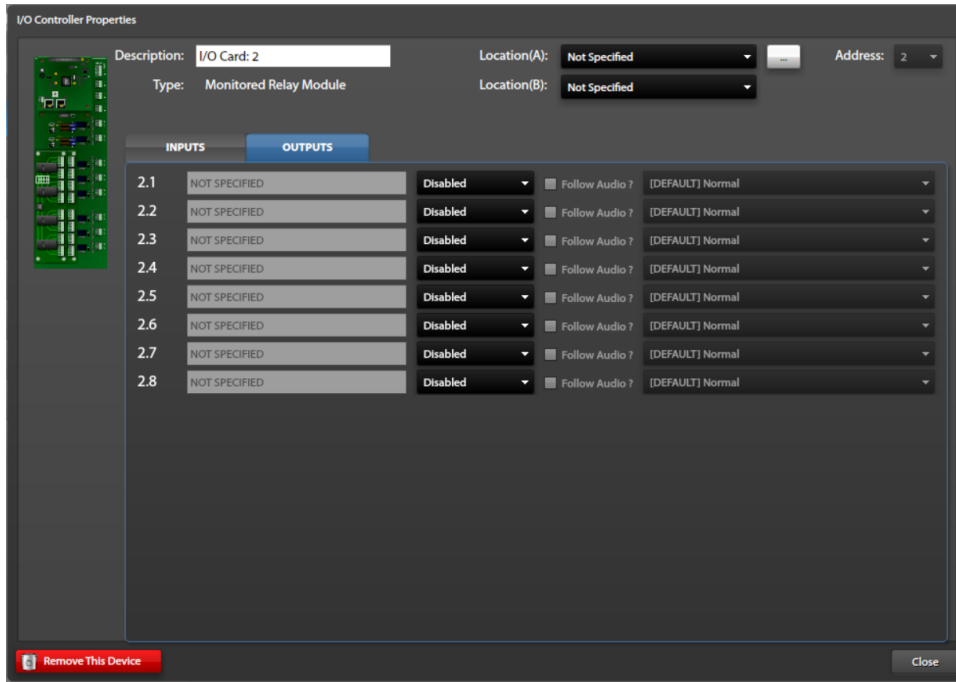 I/O Controller Properties
Description: I/O Card: 2 Location(A): Not Specified ... Address: 2
Type: Monitored Relay Module Location(B): Not Specified
INPUTS OUTPUTS
2.1 NOT SPECIFIED Disabled Follow Audio ? [DEFAULT] Normal
2.2 NOT SPECIFIED Disabled Follow Audio ? [DEFAULT] Normal
2.3 NOT SPECIFIED Disabled Follow Audio ? [DEFAULT] Normal
2.4 NOT SPECIFIED Disabled Follow Audio ? [DEFAULT] Normal
2.5 NOT SPECIFIED Disabled Follow Audio ? [DEFAULT] Normal
2.6 NOT SPECIFIED Disabled Follow Audio ? [DEFAULT] Normal
2.7 NOT SPECIFIED Disabled Follow Audio ? [DEFAULT] Normal
2.8 NOT SPECIFIED Disabled Follow Audio ? [DEFAULT] Normal
Remove This Device Close